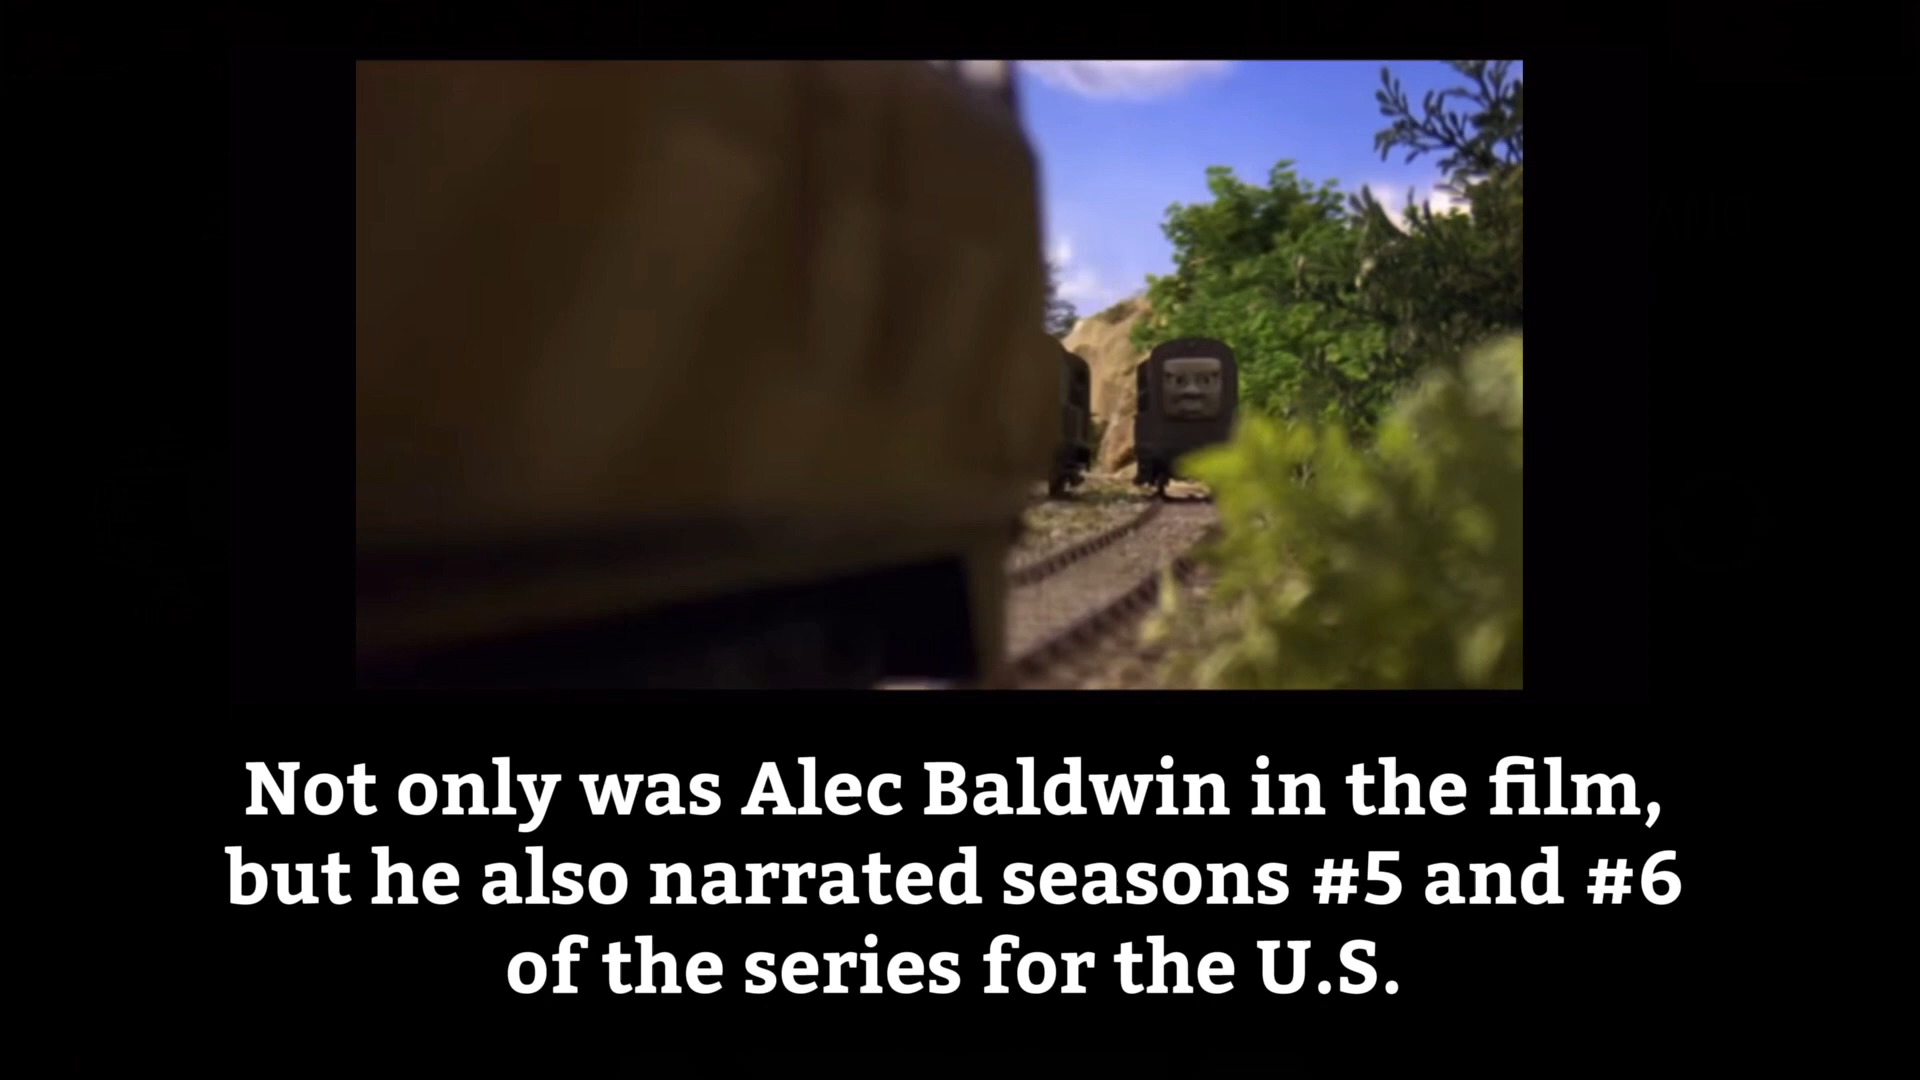 Not only was Alec Baldwin in the film,
but he also narrated seasons #5 and #6
of the series for the U.S.